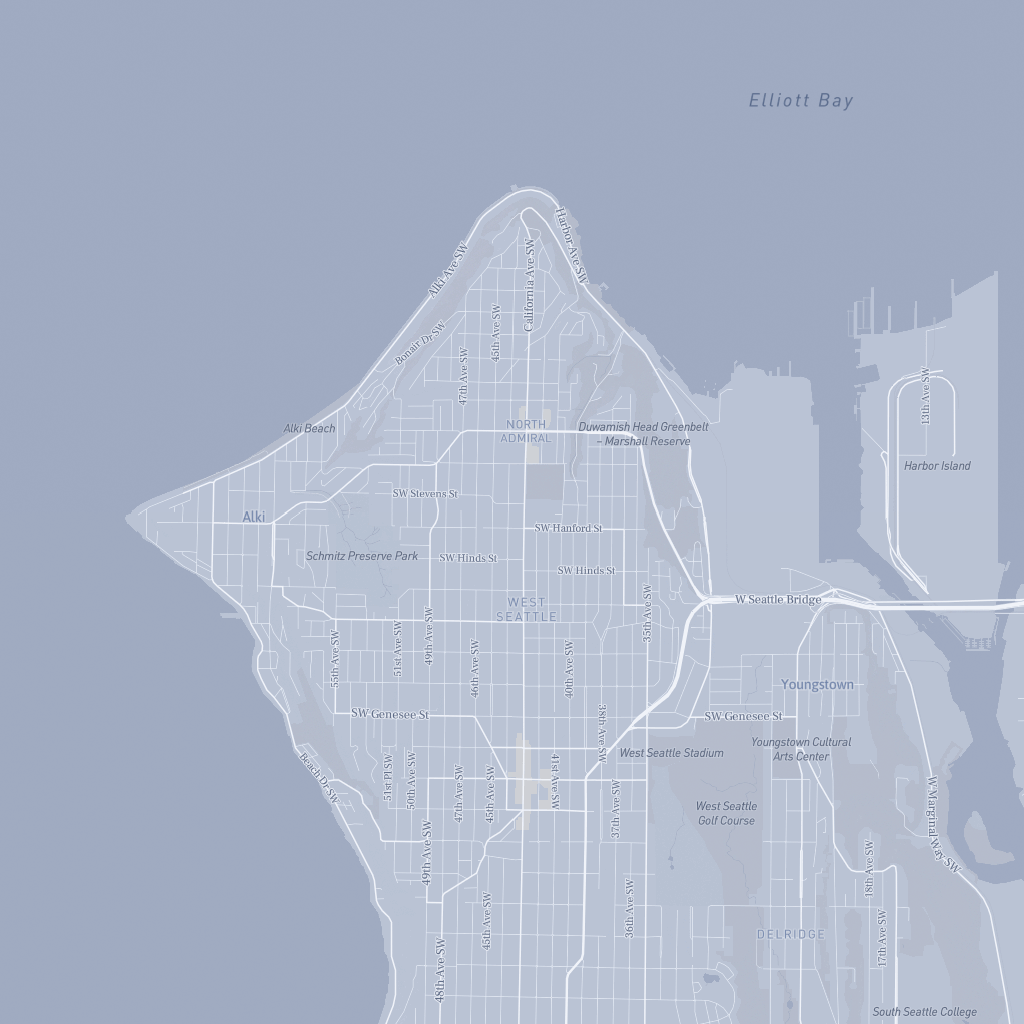 Elliott Bay
Harbor Ave SW
Alki Ave SW
California Ave SW
45th Ave SW
Bonair Dr SW
47th Ave SW
13th Ave SW
Alki Beach
NORTH
ADMIRAL
Duwamish Head Greenbelt
– Marshall Reserve
Harbor Island
SW Stevens St
Alki
SW Hanford St
Schmitz Preserve Park
SW Hinds St
SW Hinds St
WEST
SEATTLE
W Seattle Bridge
35th Ave SW
49th Ave SW
51st Ave SW
55th Ave SW
46th Ave SW
40th Ave SW
Youngstown
SW Genesee St
SW Genesee St
38th Ave SW
West Seattle Stadium
Youngstown Cultural
Arts Center
Beach Dr SW
51st Pl SW
50th Ave SW
47th Ave SW
45th Ave SW
41st Ave SW
37th Ave SW
West Seattle
Golf Course
W Marginal Way SW
49th Ave SW
18th Ave SW
45th Ave SW
36th Ave SW
17th Ave SW
DELRIDGE
48th Ave SW
South Seattle College